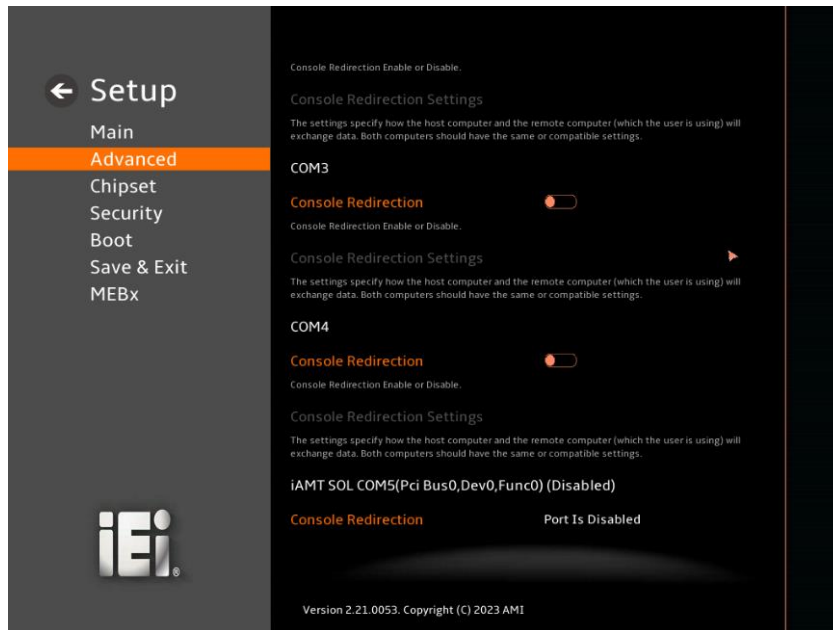 Setup
Main
Advanced
Chipset
Security
Boot
Save & Exit
MEBx
Console Redirection Enable or Disable.
Console Redirection Settings
The settings specify how the host computer and the remote computer (which the user is using) will
exchange data. Both computers should have the same or compatible settings.
COM3
Console Redirection
Console Redirection Enable or Disable.
Console Redirection Settings
The settings specify how the host computer and the remote computer (which the user is using) will
exchange data. Both computers should have the same or compatible settings.
COM4
Console Redirection
Console Redirection Enable or Disable.
Console Redirection Settings
The settings specify how the host computer and the remote computer (which the user is using) will
exchange data. Both computers should have the same or compatible settings.
iAMT SOL COM5(Pci Bus0,Dev0,Func0) (Disabled)
Console Redirection Port Is Disabled
iEi®
Version 2.21.0053. Copyright (C) 2023 AMI